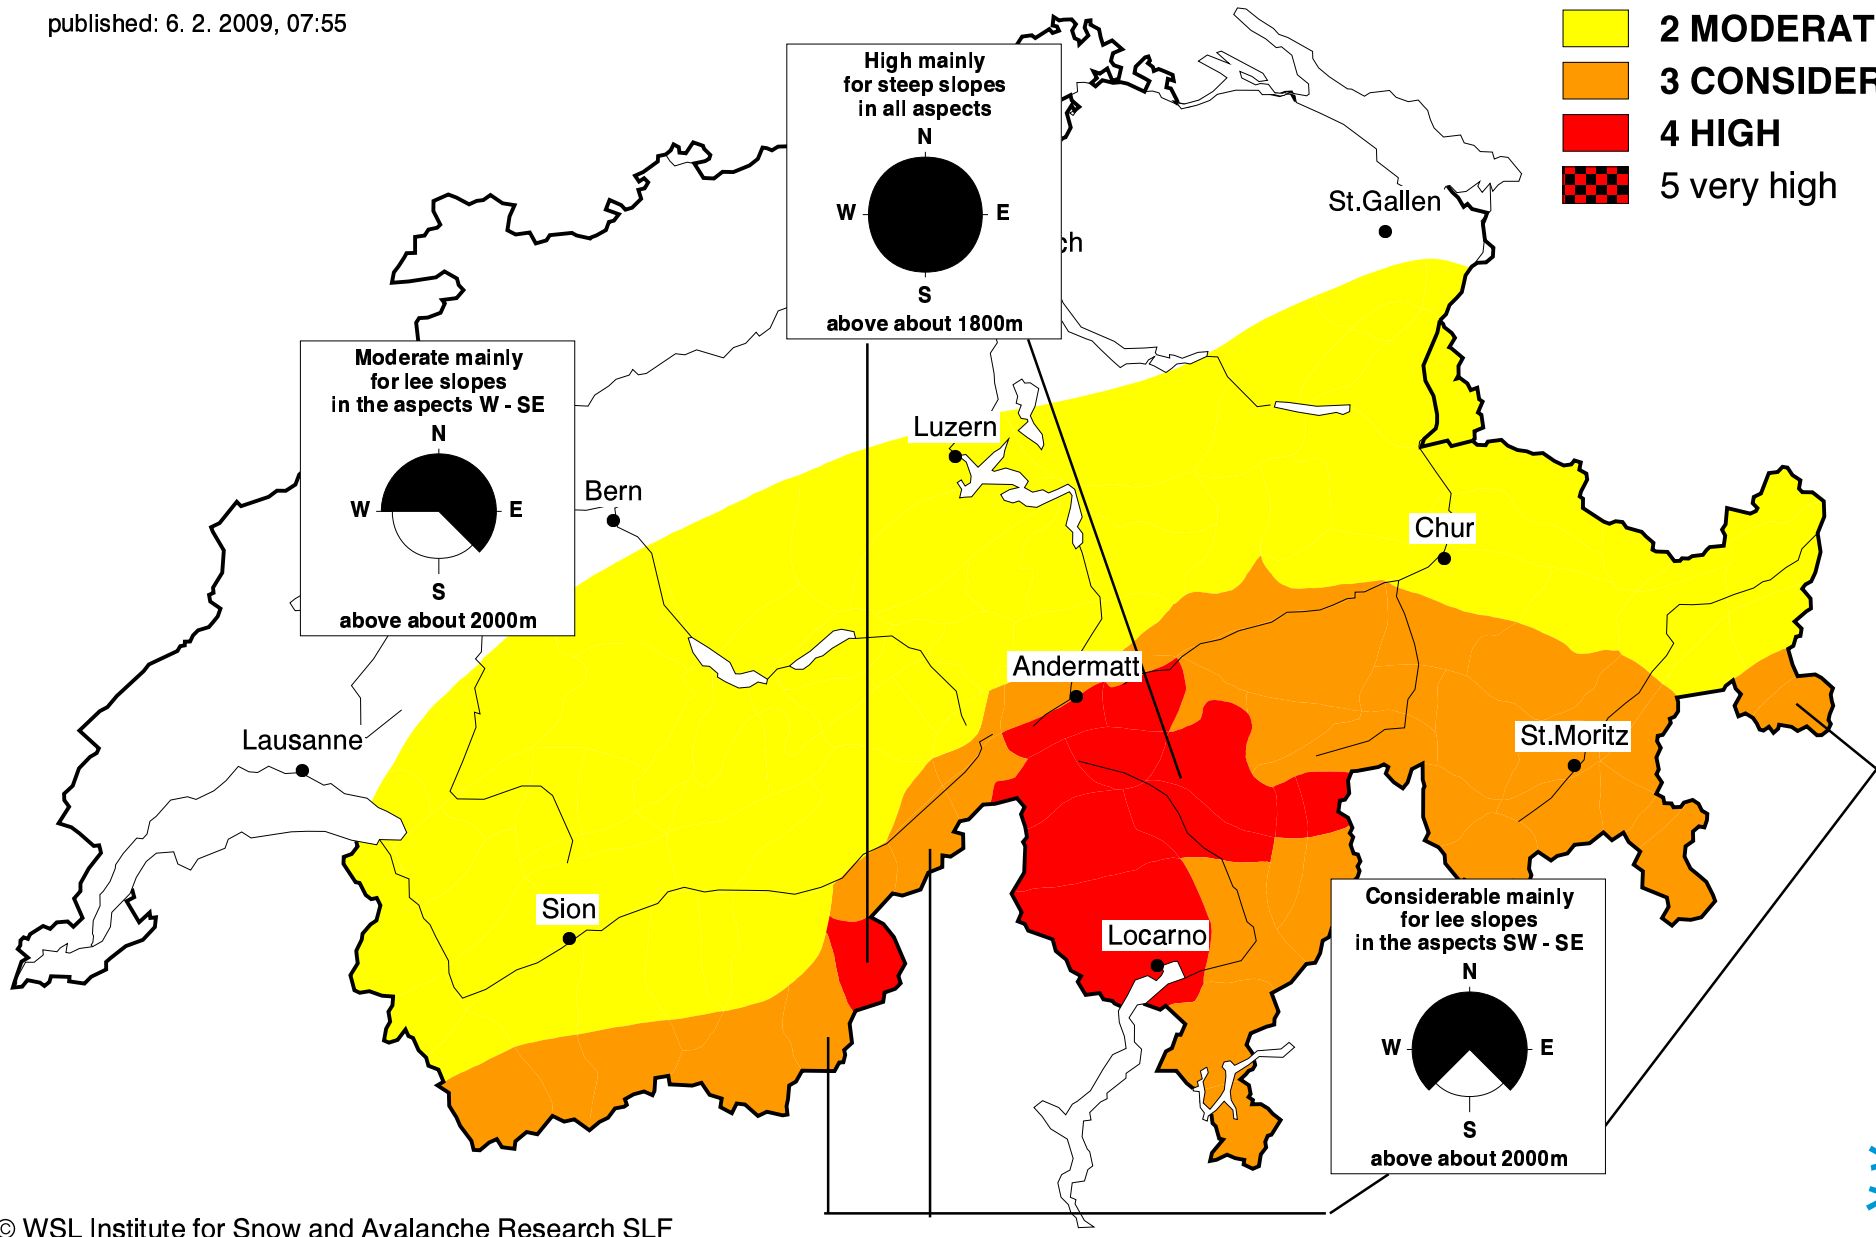 published: 6. 2. 2009, 07:55
2 MODERAT
3 CONSIDER
4 HIGH
5 very high
High mainly
for steep slopes
in all aspects
N
W
E
S
above about 1800m
St.Gallen
ch
Moderate mainly
for lee slopes
in the aspects W - SE
N
W
E
S
above about 2000m
Luzern
Bern
Chur
Andermatt
Lausanne
St.Moritz
Sion
Locarno
Considerable mainly
for lee slopes
in the aspects SW - SE
N
W
E
S
above about 2000m
© WSL Institute for Snow and Avalanche Research SLF